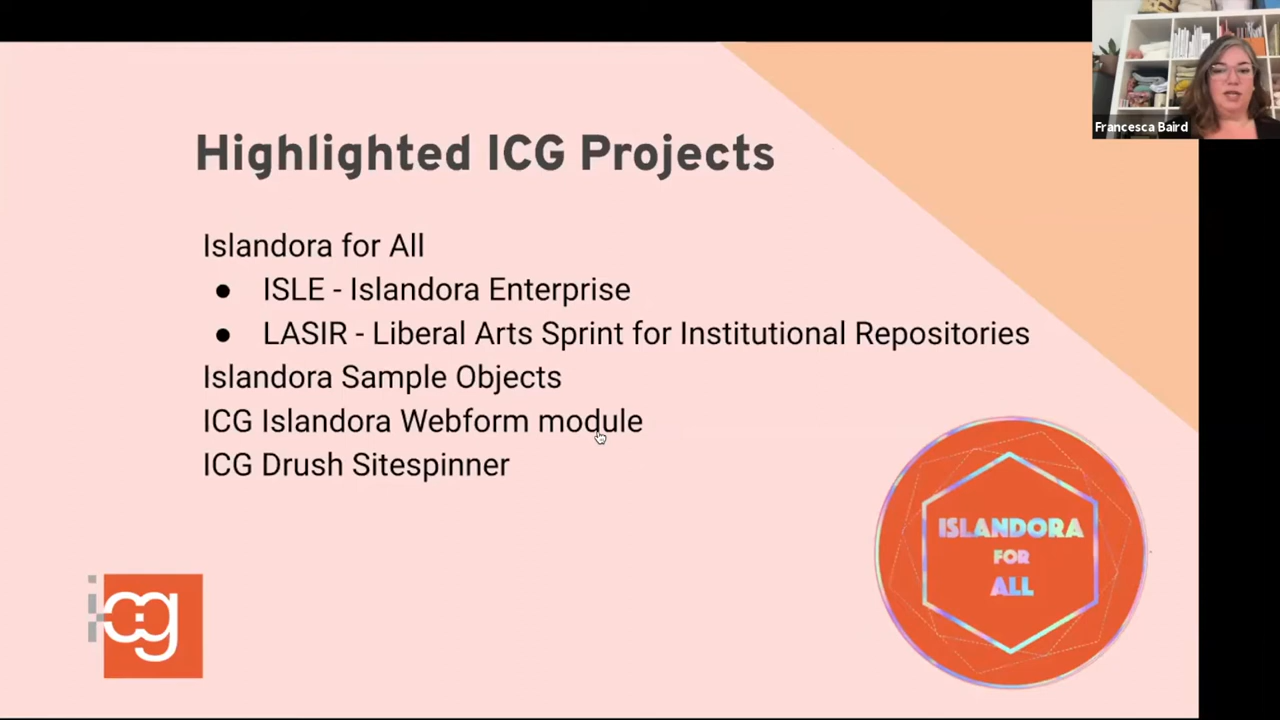 Highlighted ICG Projects
Islandora for All
● ISLE - Islandora Enterprise
● LASIR - Liberal Arts Sprint for Institutional Repositories
Islandora Sample Objects
ICG Islandora Webform module
ICG Drush Sitespinner
icg
ISLANDORA
FOR
ALL
Francesca Baird